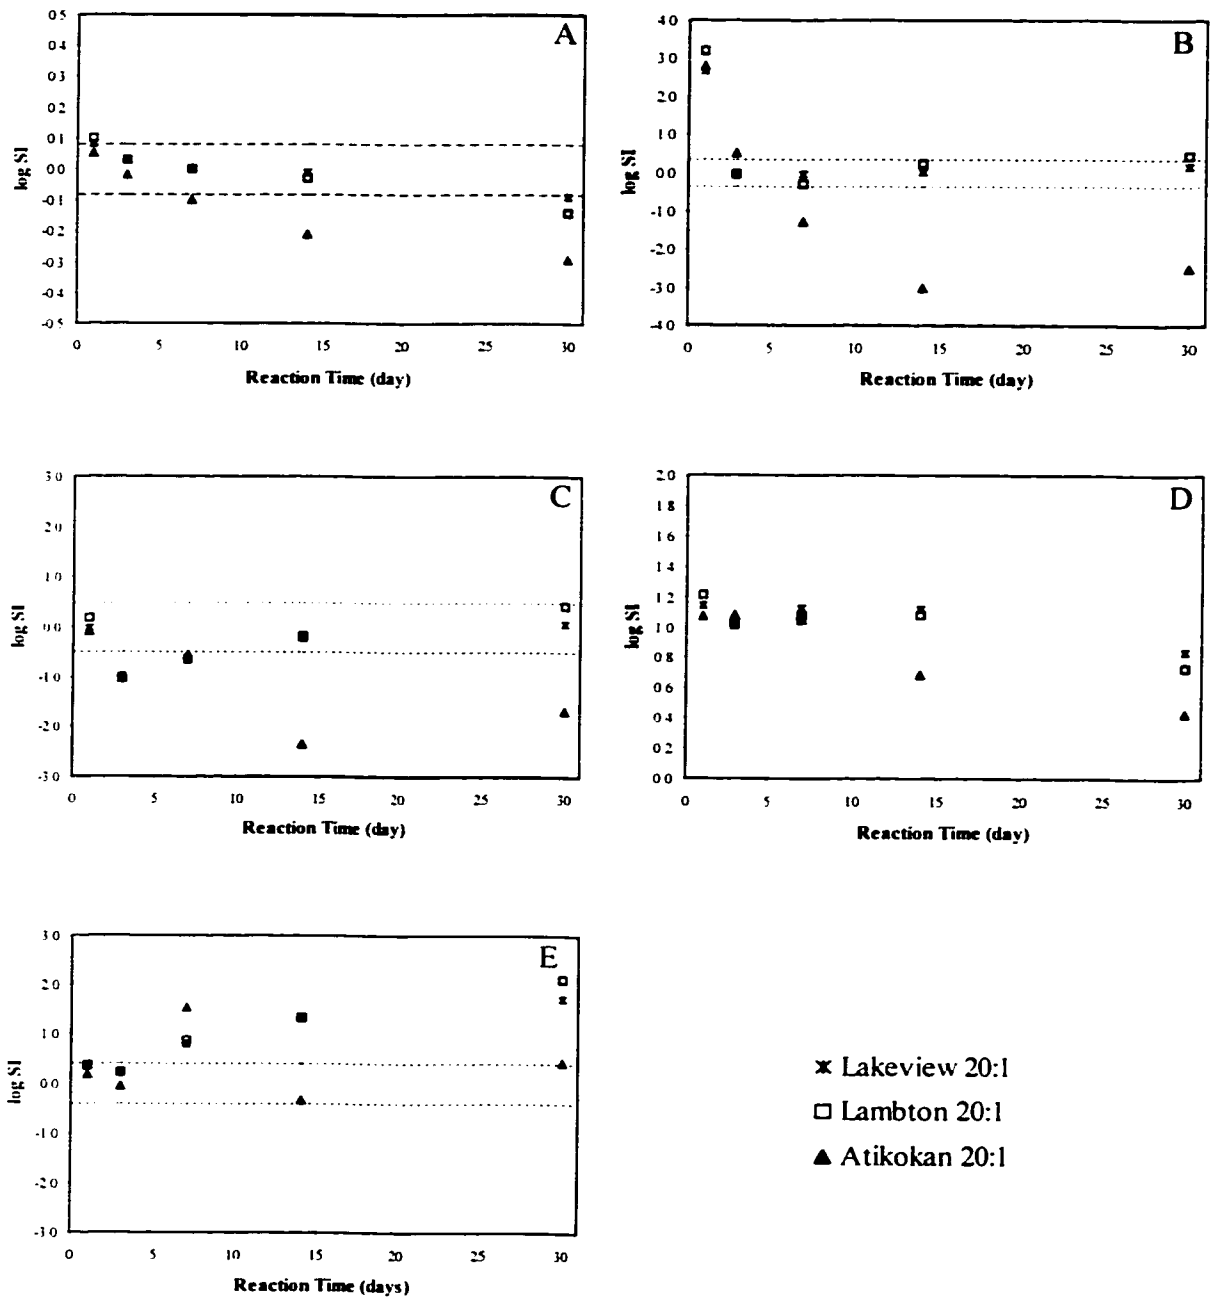 A
log SI
0.5
0.4
0.3
0.2
0.1
0.0
-0.1
-0.2
-0.3
-0.4
-0.5
0 5 10 15 20 25 30
Reaction Time (day)
B
log SI
4.0
3.0
2.0
1.0
0.0
-1.0
-2.0
-3.0
-4.0
0 5 10 15 20 25 30
Reaction Time (day)
C
log SI
3.0
2.0
1.0
0.0
-1.0
-2.0
-3.0
0 5 10 15 20 25 30
Reaction Time (day)
D
log SI
2.0
1.8
1.6
1.4
1.2
1.0
0.8
0.6
0.4
0.2
0.0
0 5 10 15 20 25 30
Reaction Time (day)
E
log SI
3.0
2.0
1.0
0.0
-1.0
-2.0
-3.0
0 5 10 15 20 25 30
Reaction Time (days)
Lakeview 20:1
Lambton 20:1
Atikokan 20:1